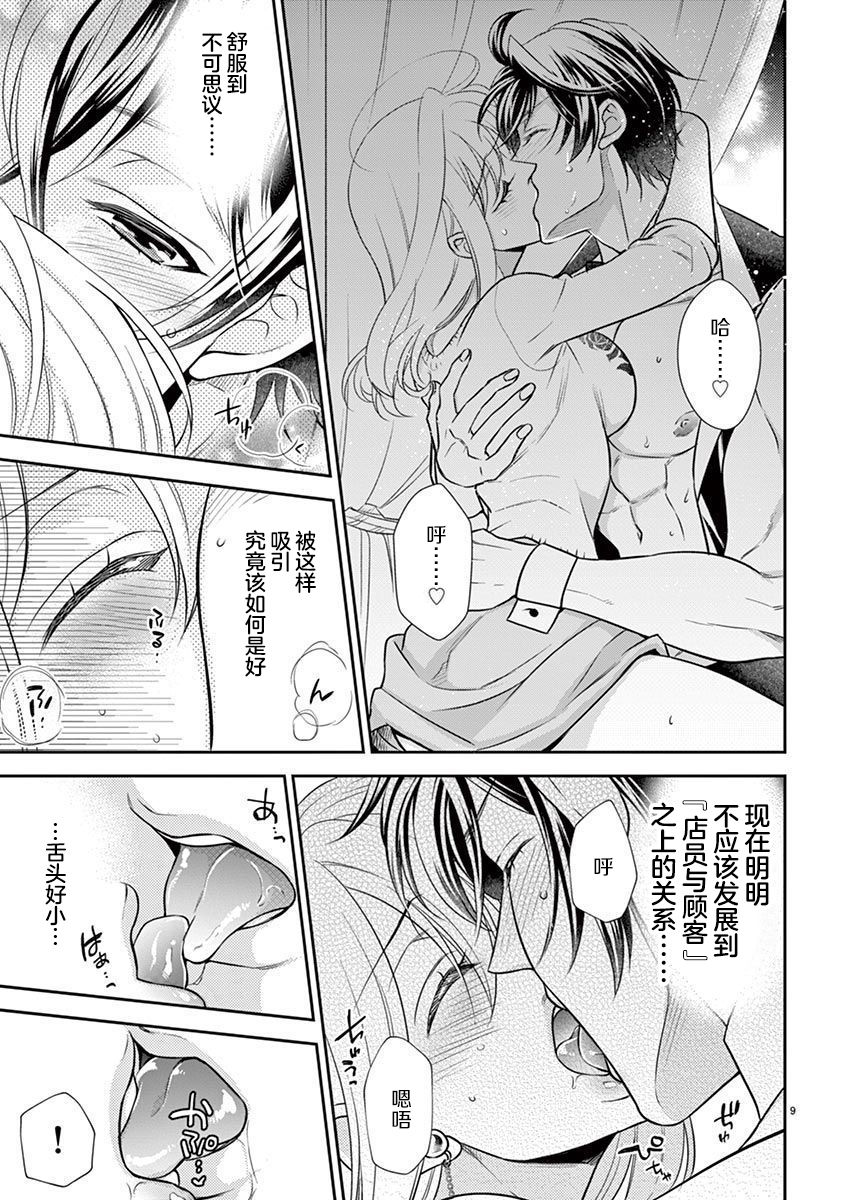 哈
……♡
呼
……♡
舒服到
不可思议……
ちゅ
被这样
吸引
究竟该如何是好
ん
现在明明
不应该发展到
『店员与顾客』
之上的关系……
呼
嗯唔
あ…
…舌头好小…
はぁ…
！
9